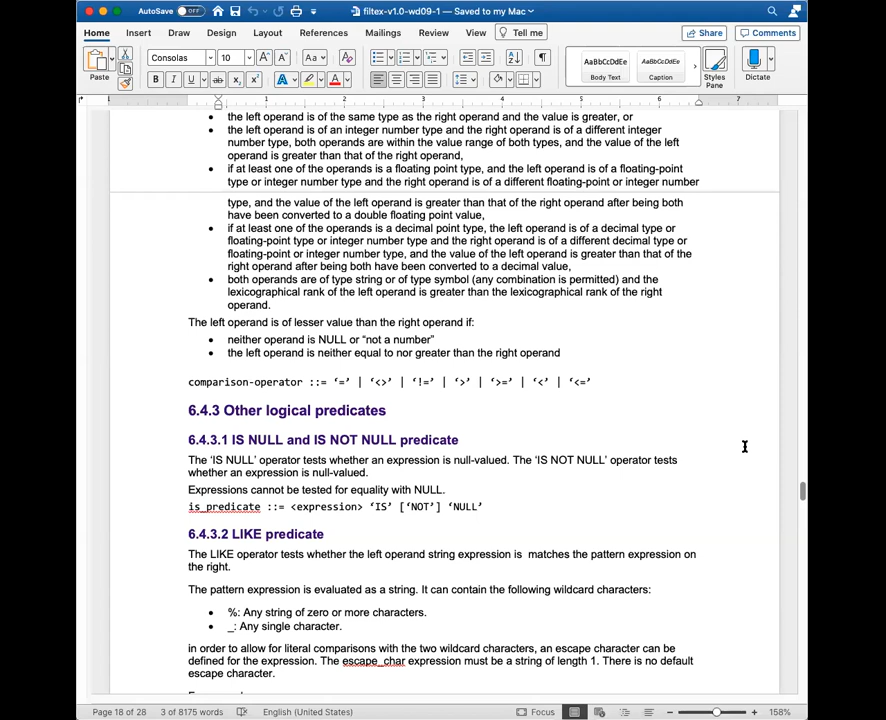 AutoSave OFF filtex-v1.0-wd09-1 — Saved to my Mac
Home Insert Draw Design Layout References Mailings Review View Tell me Share Comments
Paste Consolas 10 AaBbCcDdEe Body Text AaBbCcDdEe Caption Styles Pane Dictate
1 1 2 3 4 5 6 7
• the left operand is of the same type as the right operand and the value is greater, or
• the left operand is of an integer number type and the right operand is of a different integer
number type, both operands are within the value range of both types, and the value of the left
operand is greater than that of the right operand,
• if at least one of the operands is a floating point type, and the left operand is of a floating-point
type or integer number type and the right operand is of a different floating-point or integer number
type, and the value of the left operand is greater than that of the right operand after being both
have been converted to a double floating point value,
• if at least one of the operands is a decimal point type, the left operand is of a decimal type or
floating-point type or integer number type and the right operand is of a different decimal type or
floating-point or integer number type, and the value of the left operand is greater than that of the
right operand after being both have been converted to a decimal value,
• both operands are of type string or of type symbol (any combination is permitted) and the
lexicographical rank of the left operand is greater than the lexicographical rank of the right
operand.
The left operand is of lesser value than the right operand if:
• neither operand is NULL or “not a number”
• the left operand is neither equal to nor greater than the right operand
comparison-operator ::= ‘=’ | ‘<>’ | ‘!=’ | ‘>’ | ‘>=’ | ‘<’ | ‘<=’
6.4.3 Other logical predicates
6.4.3.1 IS NULL and IS NOT NULL predicate
The ‘IS NULL’ operator tests whether an expression is null-valued. The ‘IS NOT NULL’ operator tests
whether an expression is null-valued.
Expressions cannot be tested for equality with NULL.
is_predicate ::= <expression> ‘IS’ [‘NOT’] ‘NULL’
6.4.3.2 LIKE predicate
The LIKE operator tests whether the left operand string expression is  matches the pattern expression on
the right.
The pattern expression is evaluated as a string. It can contain the following wildcard characters:
• %: Any string of zero or more characters.
• _: Any single character.
in order to allow for literal comparisons with the two wildcard characters, an escape character can be
defined for the expression. The escape_char expression must be a string of length 1. There is no default
escape character.
Page 18 of 28 3 of 8175 words English (United States) Focus 158%